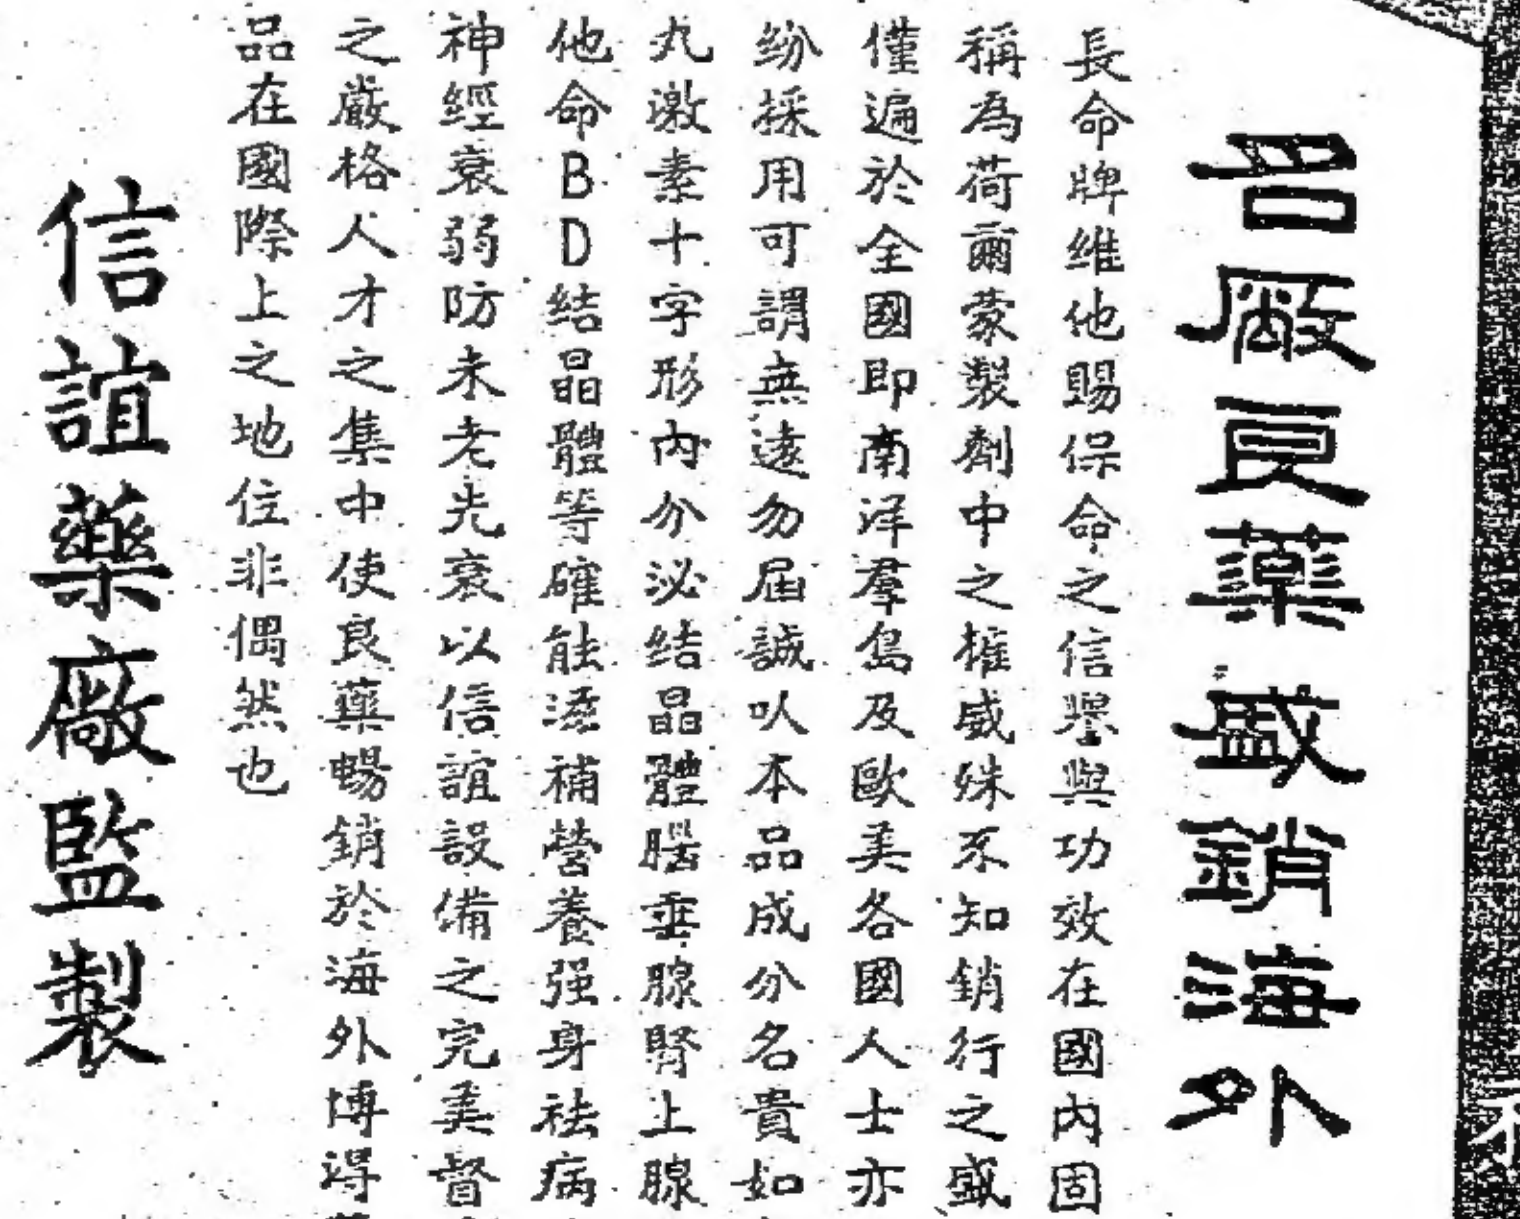 名廠良藥盛銷海外
長命牌維他賜保命之信譽與功效在國內固
稱為荷爾蒙製劑中之權威殊不知銷行之盛
僅遍於全國即南洋羣島及歐美各國人士亦
紛採用可謂無遠勿屆誠以本品成分名貴如
丸激素十字形內分泌結晶體腦垂腺腎上腺
他命BD結晶體等確能滋補營養强身祛病
神經衰弱防未老先衰以信誼設備之完美督
之嚴格人才之集中使良藥暢銷於海外博得
品在國際上之地位非偶然也
信誼藥廠監製